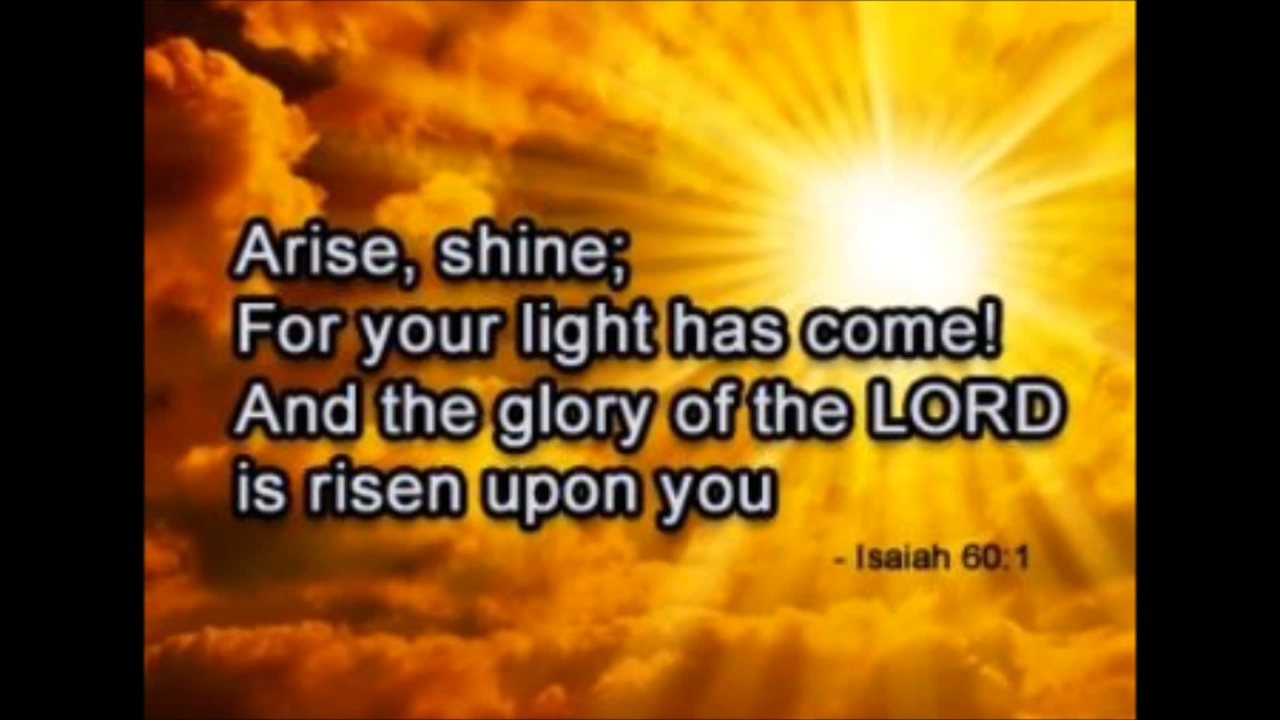 Arise, shine;
For your light has come!
And the glory of the LORD
is risen upon you
- Isaiah 60:1